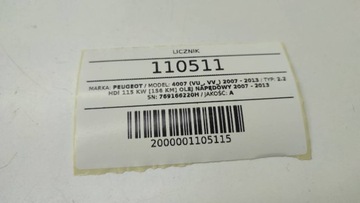 LICZNIK
110511
MARKA: PEUGEOT / MODEL: 4007 (VU_, VV_) 2007 - 2013 / TYP: 2.2
HDI 115 KW [156 KM] OLEJ NAPĘDOWY 2007 - 2013
SN: 769166220H / JAKOŚĆ: A
2000001105115